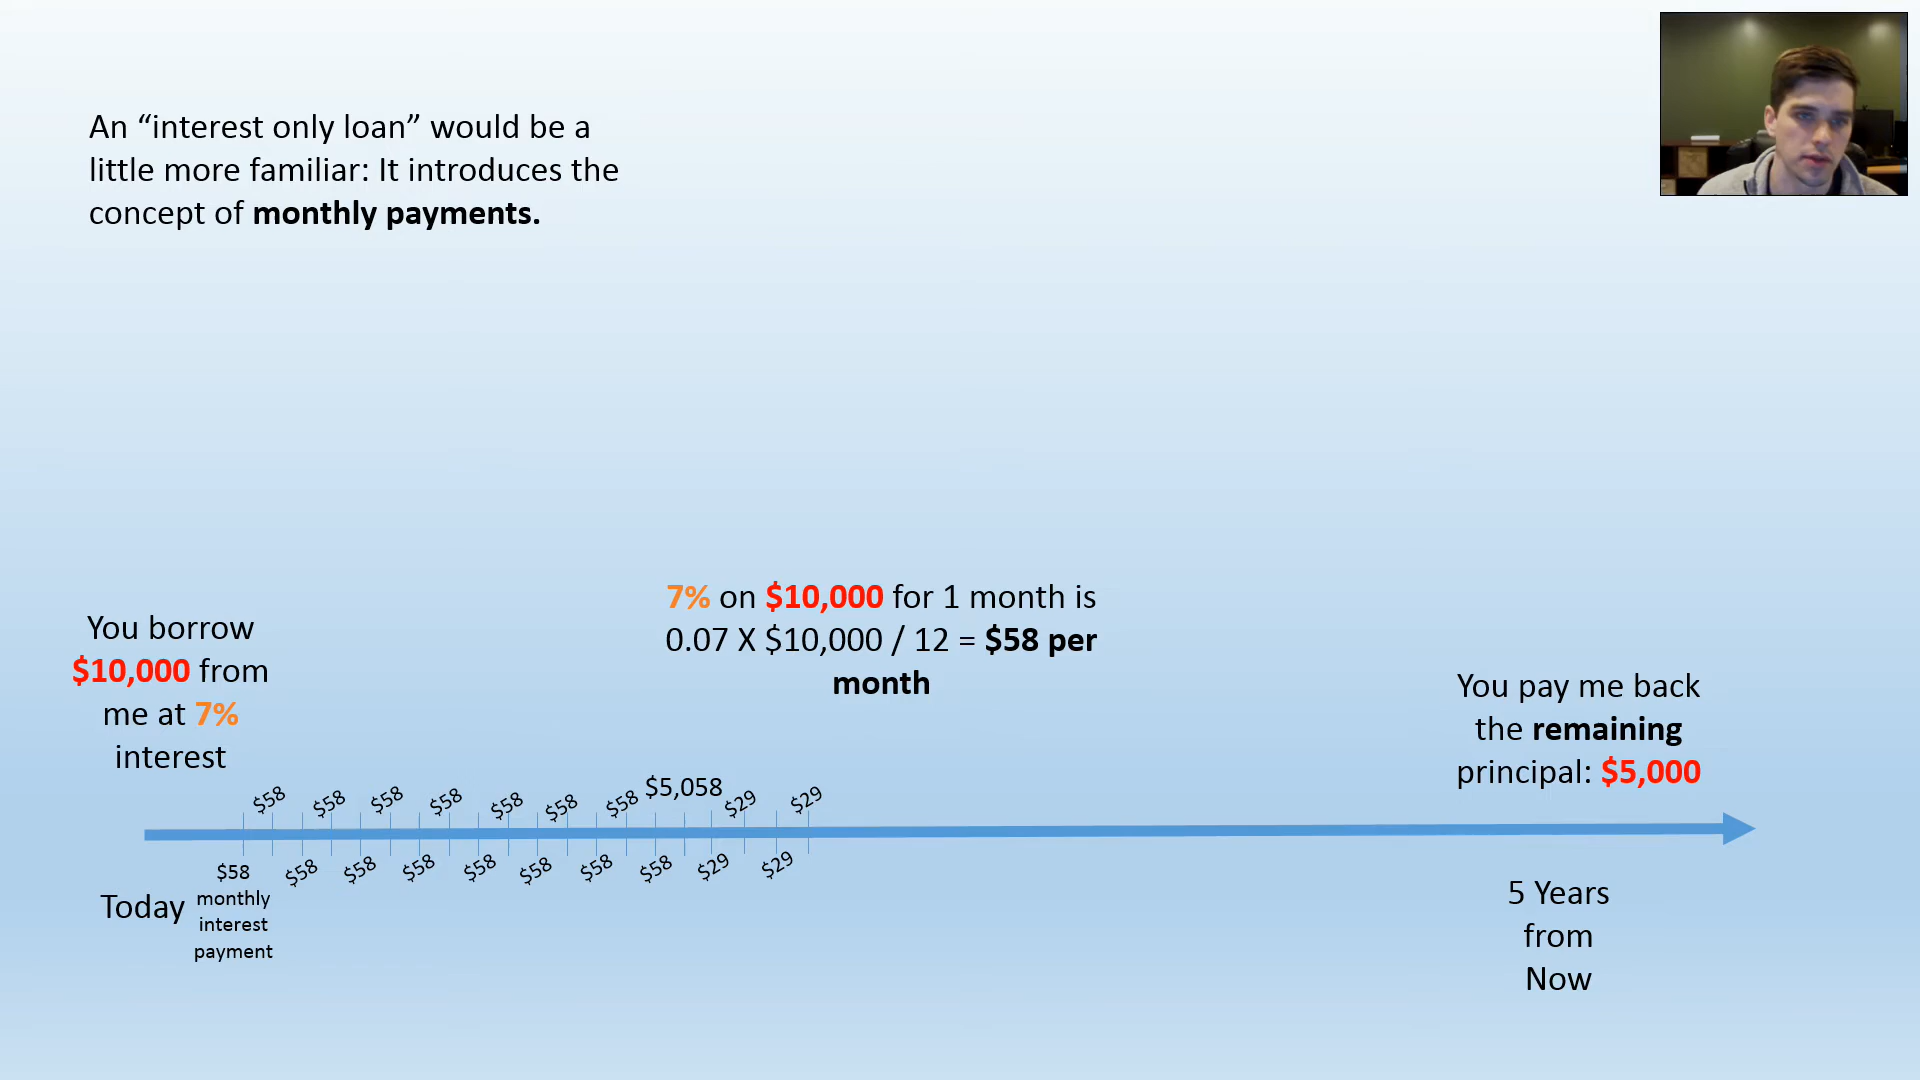 An “interest only loan” would be a
little more familiar: It introduces the
concept of monthly payments.
7% on $10,000 for 1 month is
0.07 X $10,000 / 12 = $58 per
month
You borrow
$10,000 from
me at 7%
interest
You pay me back
the remaining
principal: $5,000
$58 $58 $58 $58 $58 $58 $58 $5,058 $29 $29
$58 $58 $58 $58 $58 $58 $58 $58 $29 $29
monthly
interest
payment
Today
5 Years
from
Now